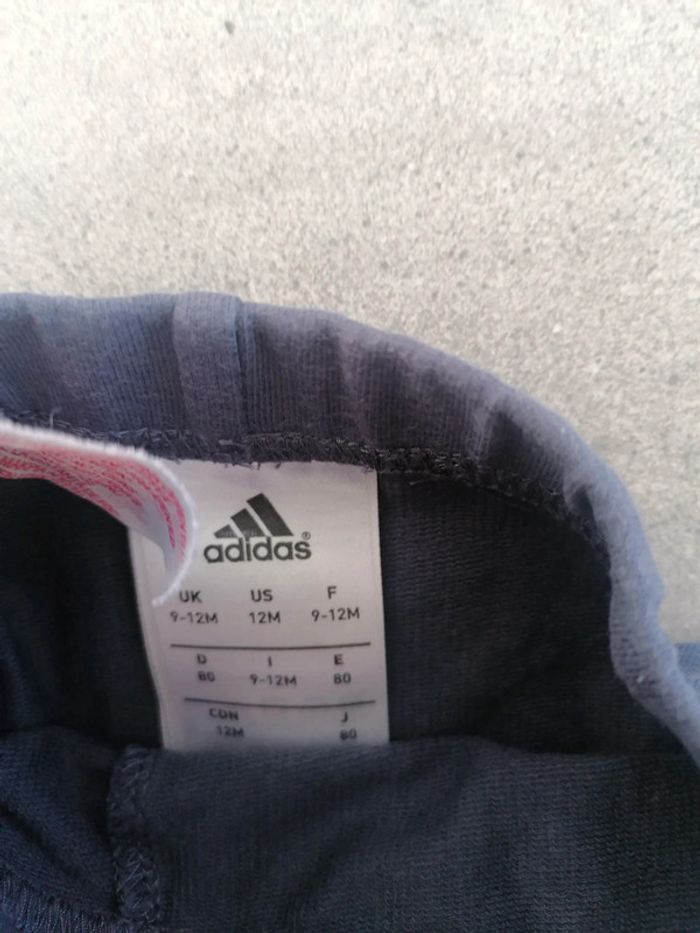 adidas®
UK US F
9-12M 12M 9-12M
D I E
80 9-12M 80
CDN J
12M 80